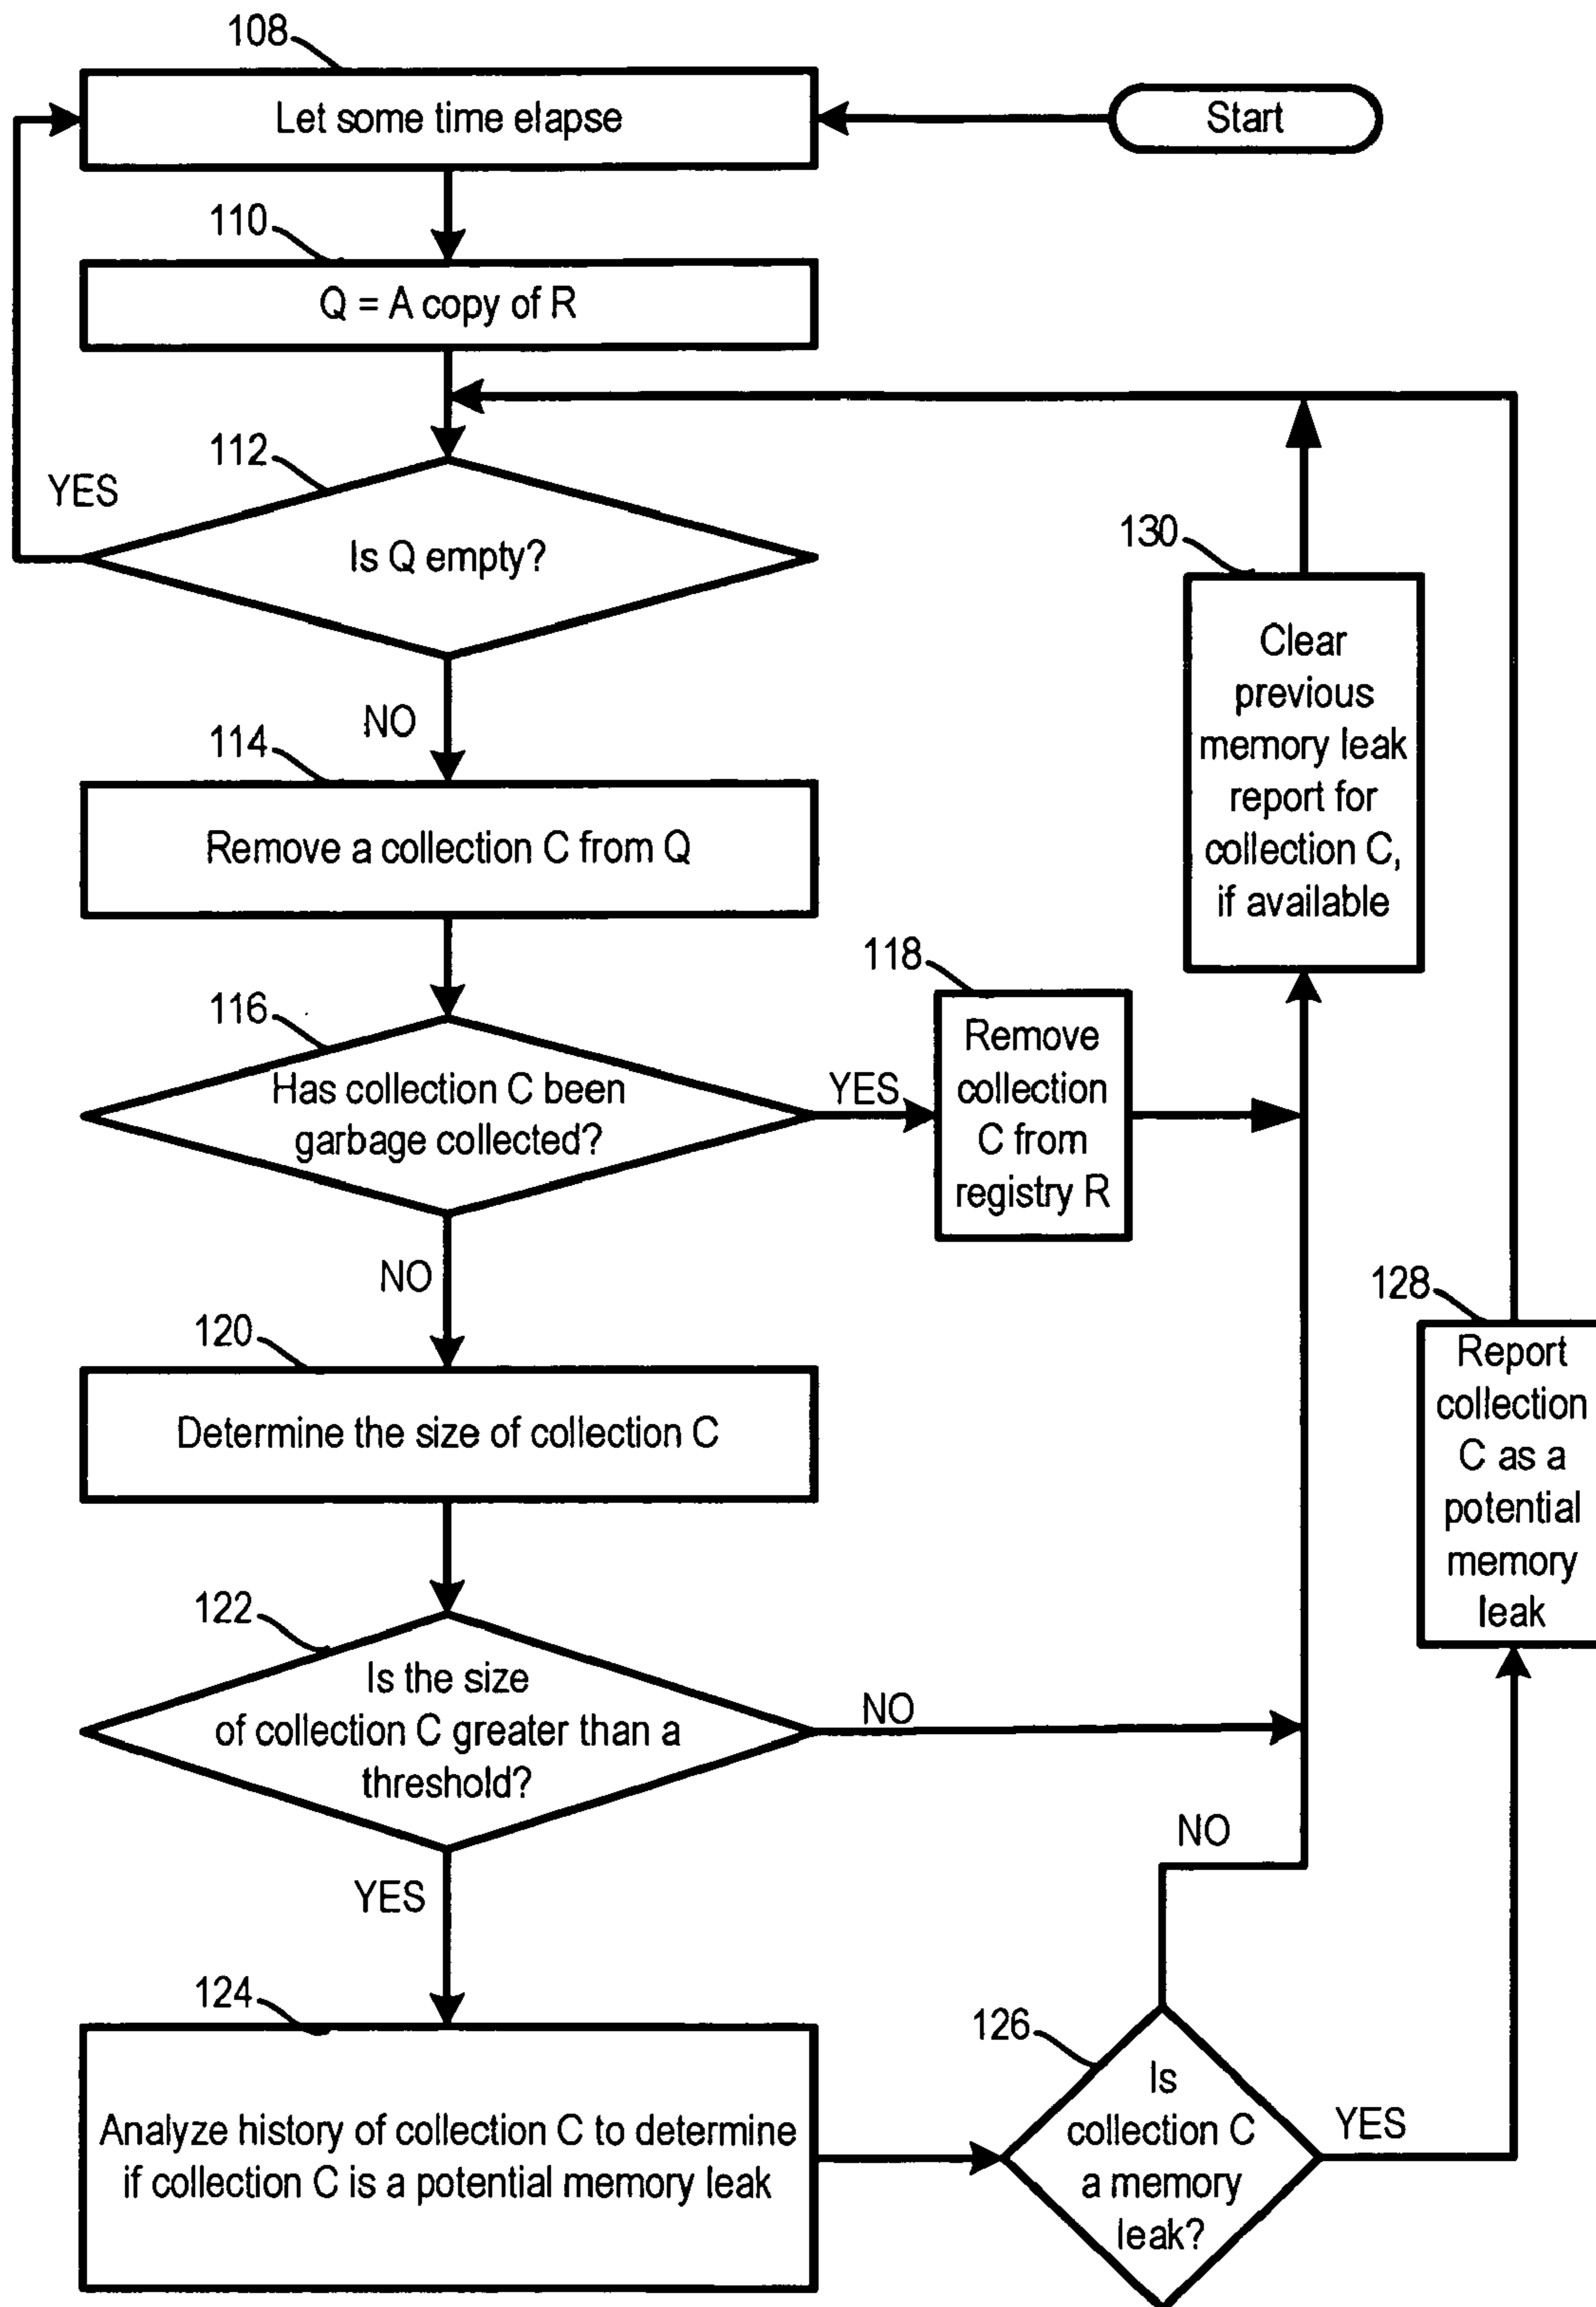 108
Let some time elapse
Start
110
Q = A copy of R
112
YES
Is Q empty?
NO
130
Clear
previous
memory leak
report for
collection C,
if available
114
Remove a collection C from Q
116
Has collection C been
garbage collected?
YES
118
Remove
collection
C from
registry R
NO
120
Determine the size of collection C
122
Is the size
of collection C greater than a
threshold?
NO
YES
128
Report
collection
C as a
potential
memory
leak
124
Analyze history of collection C to determine
if collection C is a potential memory leak
126
Is
collection C
a memory
leak?
NO
YES